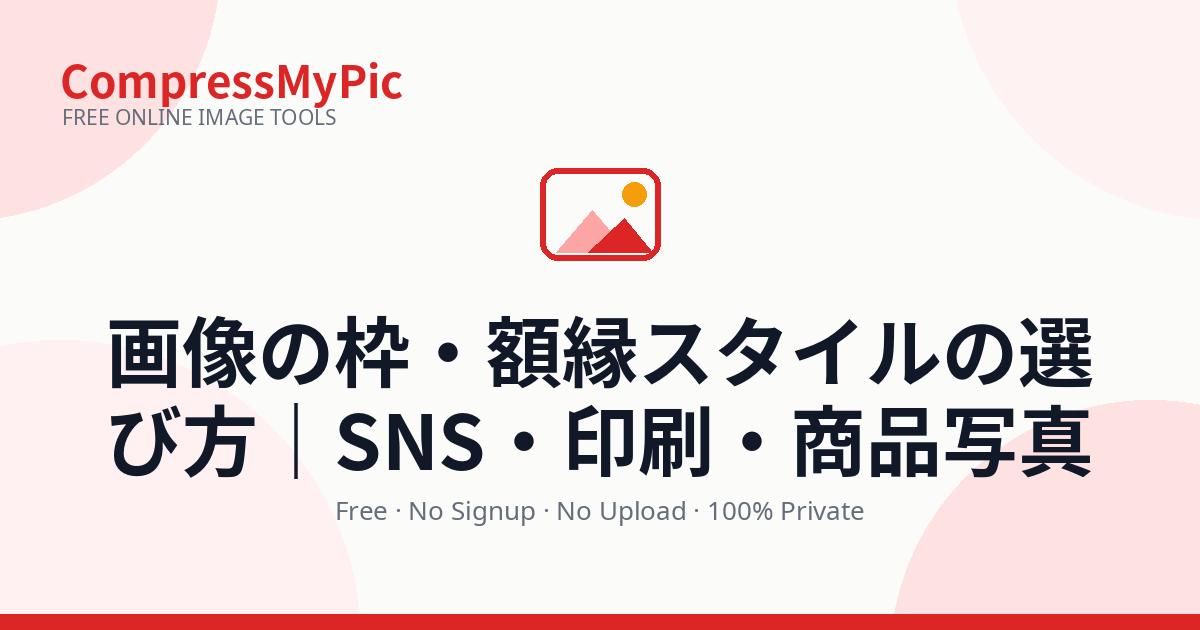 CompressMyPic
FREE ONLINE IMAGE TOOLS
画像の枠・額縁スタイルの選
び方｜SNS・印刷・商品写真
Free · No Signup · No Upload · 100% Private